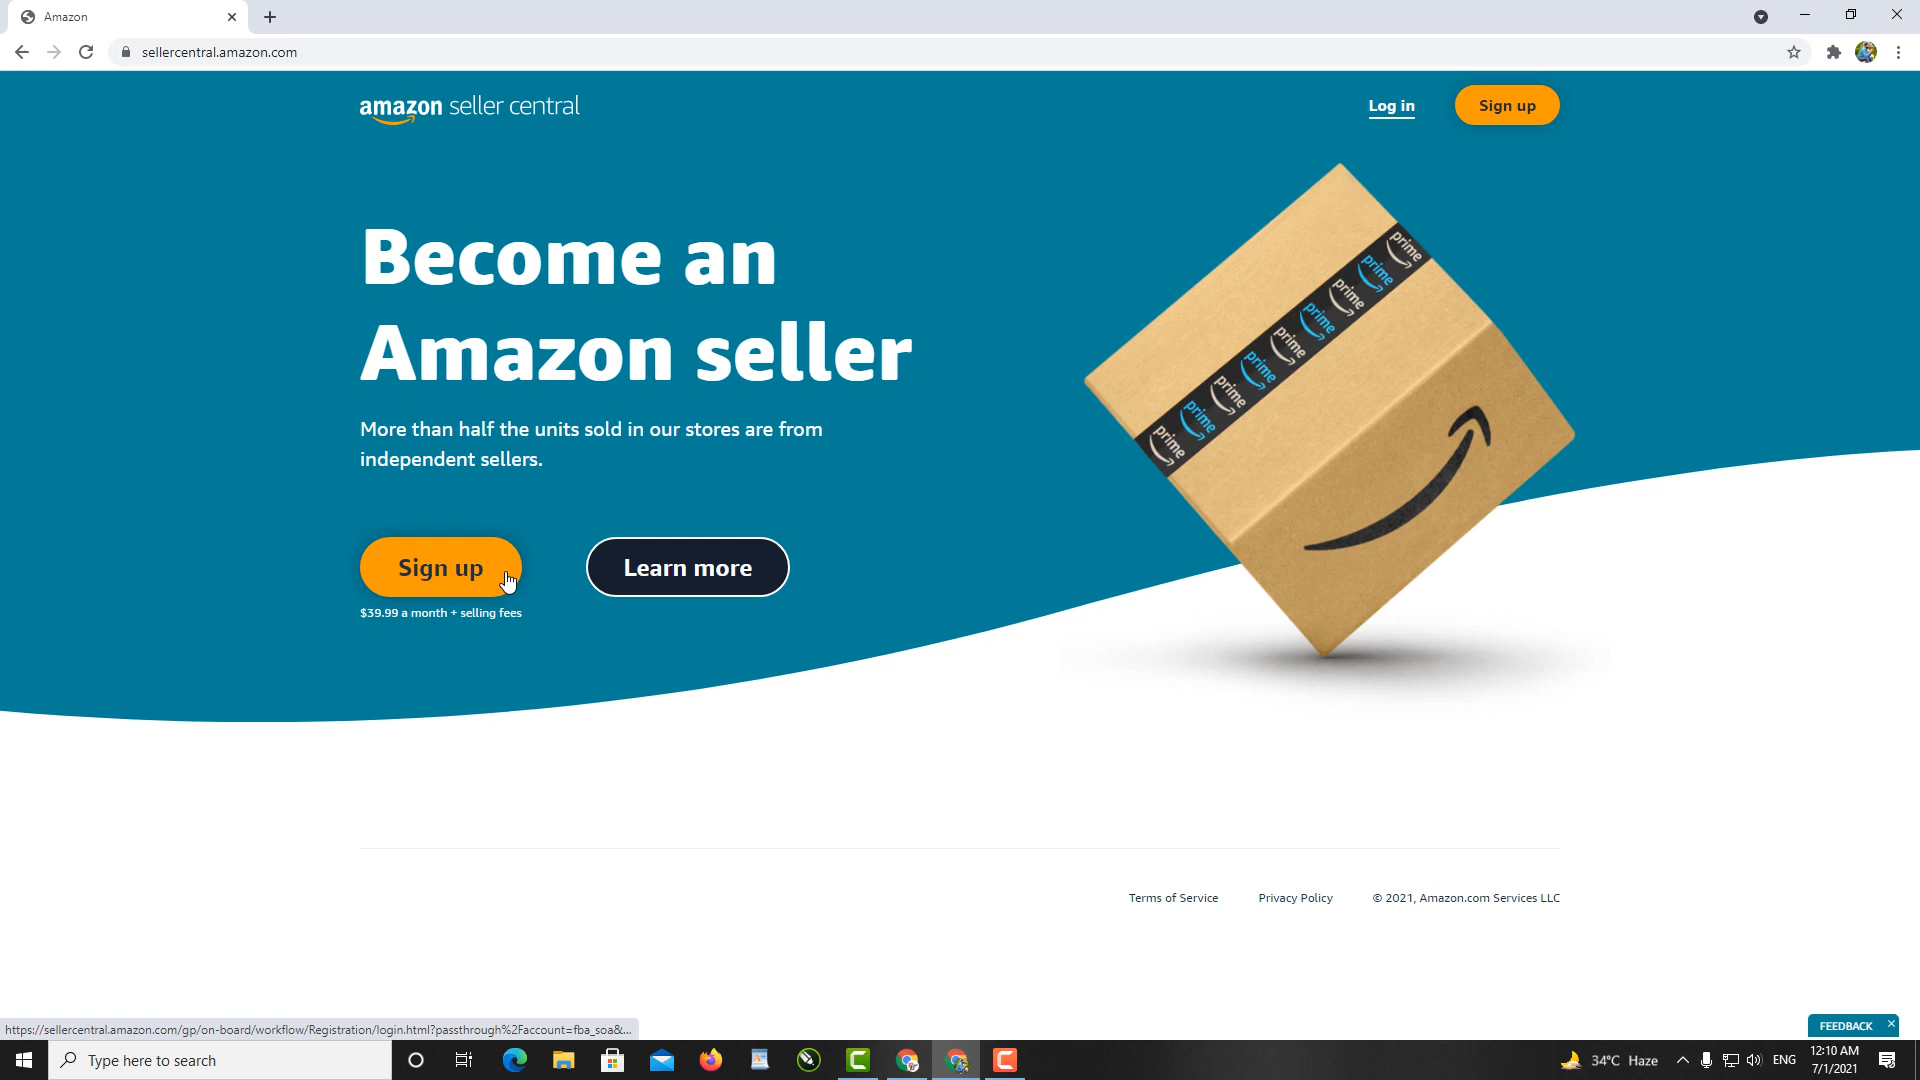 Amazon
sellercentral.amazon.com
amazon seller central
Log in
Sign up
Become an
Amazon seller
More than half the units sold in our stores are from
independent sellers.
Sign up
Learn more
$39.99 a month + selling fees
prime
prime
prime
prime
prime
prime
prime
prime
prime
Terms of Service
Privacy Policy
© 2021, Amazon.com Services LLC
https://sellercentral.amazon.com/gp/on-board/workflow/Registration/login.html?passthrough%2Faccount=fba_soa&...
FEEDBACK
Type here to search
34°C Haze
ENG
12:10 AM
7/1/2021